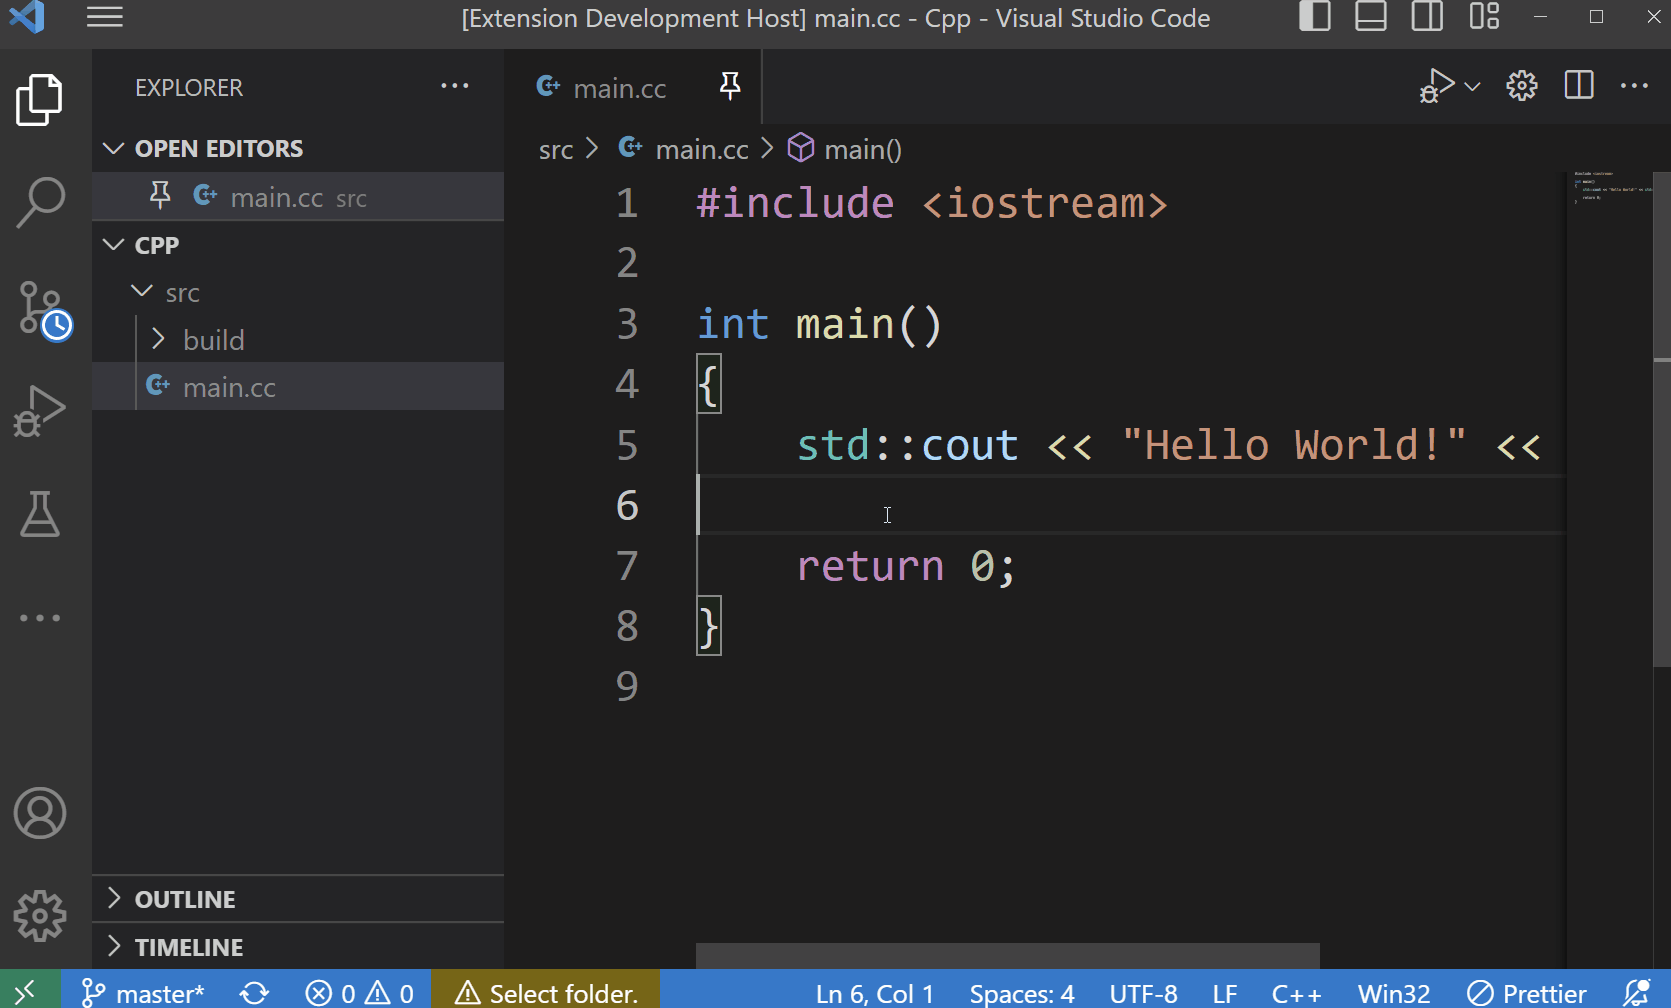 [Extension Development Host] main.cc - Cpp - Visual Studio Code
EXPLORER
OPEN EDITORS
main.cc src
CPP
src
build
main.cc
OUTLINE
TIMELINE
main.cc
src > main.cc > main()
1 #include <iostream>
2
3 int main()
4 {
5 std::cout << "Hello World!" <<
6
7 return 0;
8 }
9
master* 0 0 Select folder. Ln 6, Col 1 Spaces: 4 UTF-8 LF C++ Win32 Prettier